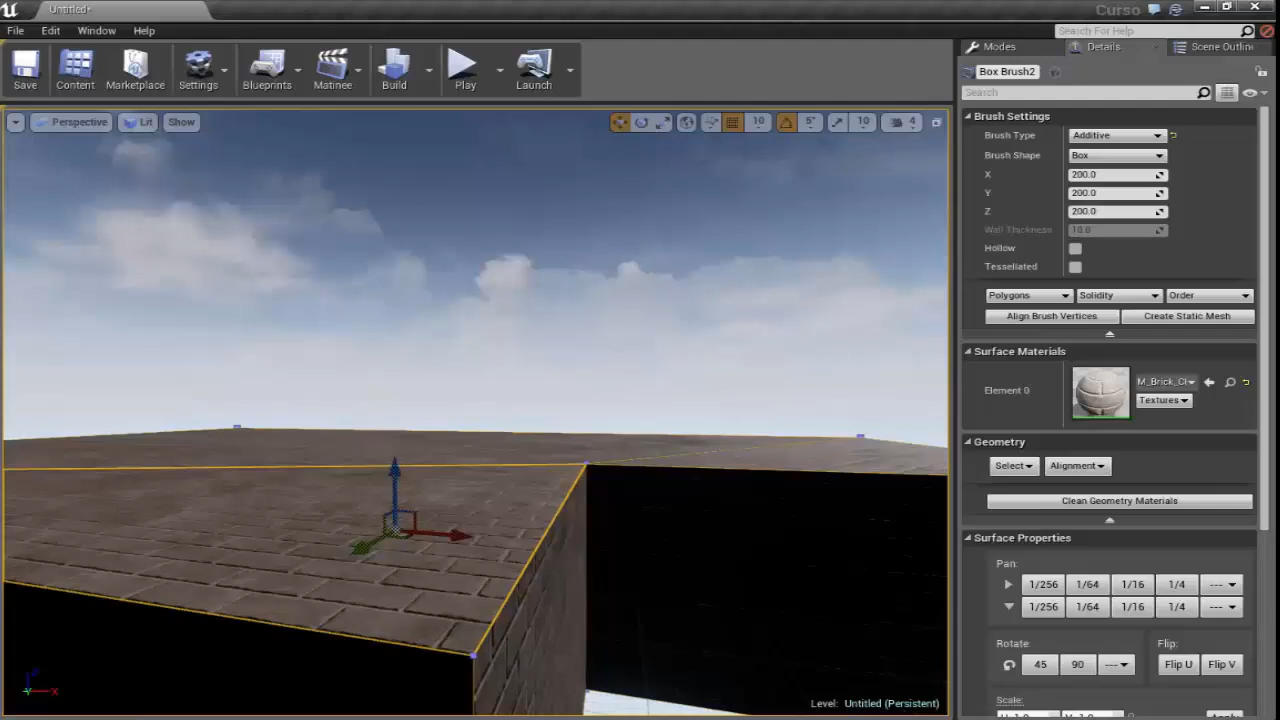 Untitled*
Curso
File Edit Window Help
Search For Help
Save Content Marketplace Settings Blueprints Matinee Build Play Launch
Modes Details Scene Outlin
Box Brush2
Search
Perspective Lit Show
10 5° 10 4
Brush Settings
Brush Type Additive
Brush Shape Box
X 200.0
Y 200.0
Z 200.0
Wall Thickness 10.0
Hollow
Tessellated
Polygons Solidity Order
Align Brush Vertices Create Static Mesh
Surface Materials
Element 0 M_Brick_Cl
Textures
Geometry
Select Alignment
Clean Geometry Materials
Surface Properties
Pan:
1/256 1/64 1/16 1/4 ---
1/256 1/64 1/16 1/4 ---
Rotate: Flip:
45 90 --- Flip U Flip V
Scale:
Level: Untitled (Persistent)